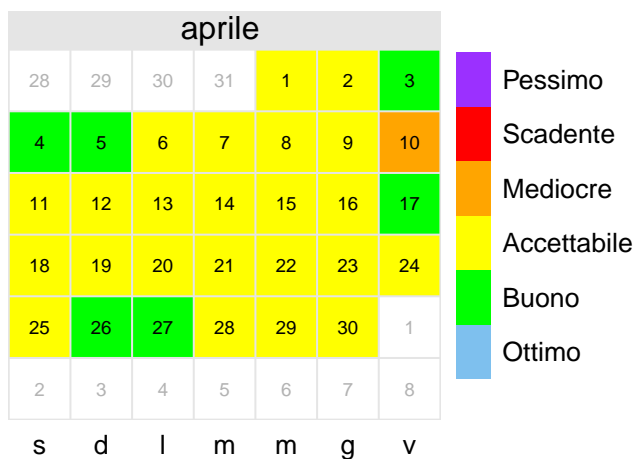 aprile
28 29 30 31 1 2 3
4 5 6 7 8 9 10
11 12 13 14 15 16 17
18 19 20 21 22 23 24
25 26 27 28 29 30 1
2 3 4 5 6 7 8
s d l m m g v
Pessimo
Scadente
Mediocre
Accettabile
Buono
Ottimo